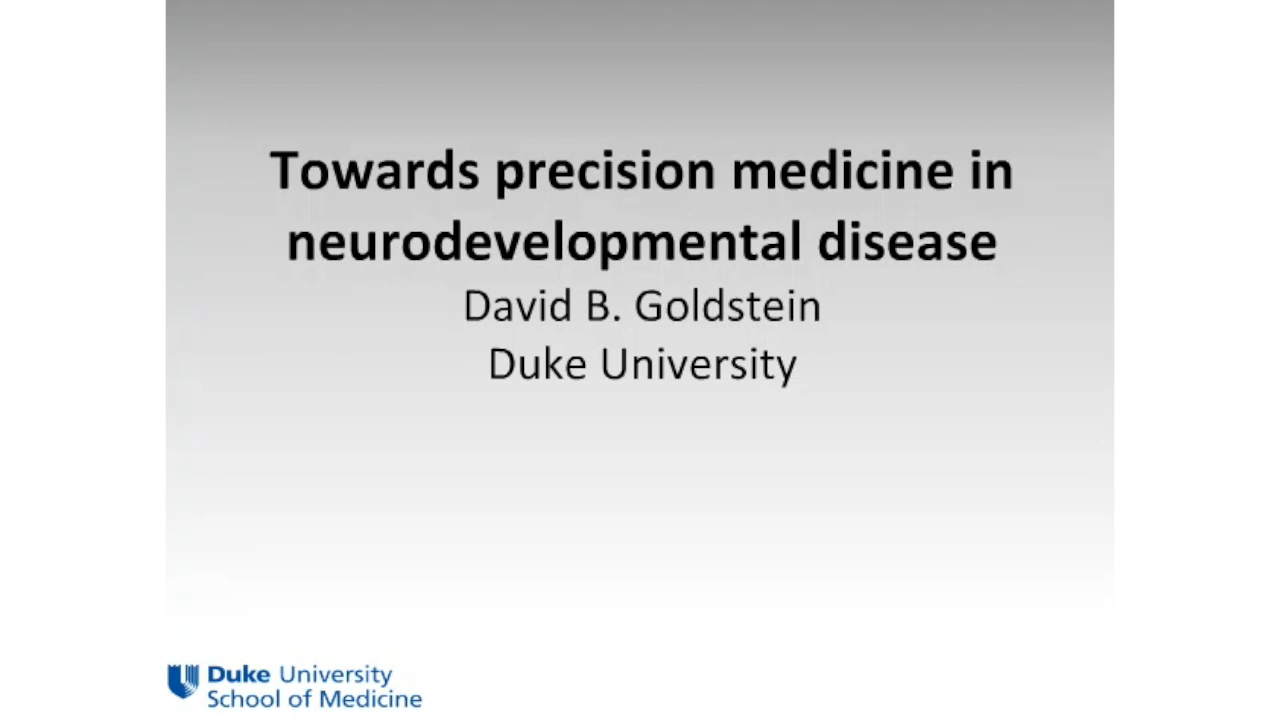 Towards precision medicine in
neurodevelopmental disease
David B. Goldstein
Duke University
Duke University
School of Medicine